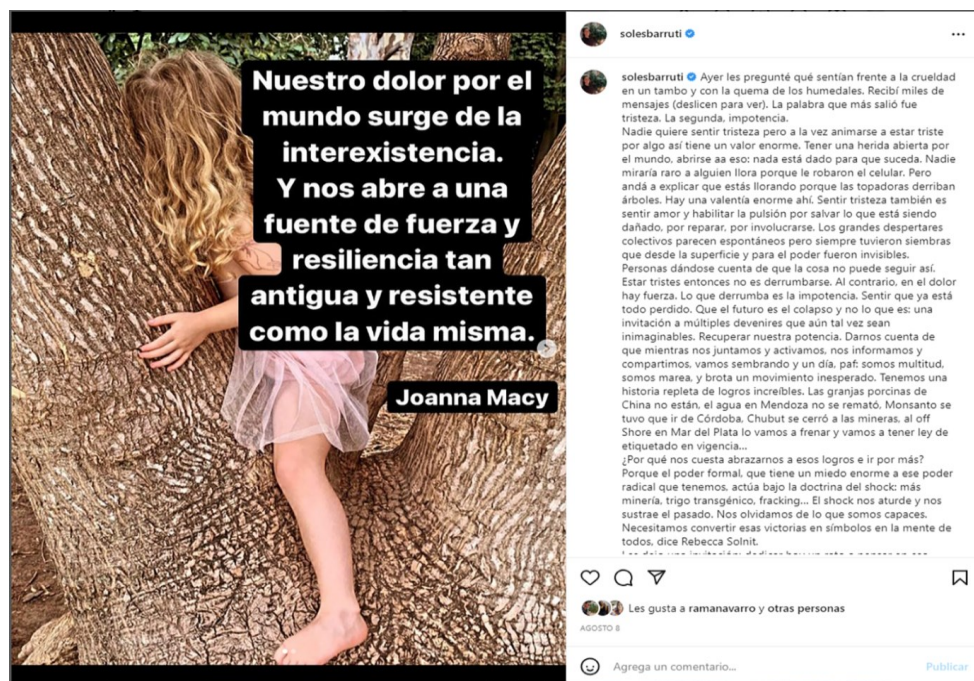 Nuestro dolor por el
mundo surge de la
interexistencia.
Y nos abre a una
fuente de fuerza y
resiliencia tan
antigua y resistente
como la vida misma.
Joanna Macy
solesbarruti
solesbarruti Ayer les pregunté qué sentían frente a la crueldad
en un tambo y con la quema de los humedales. Recibí miles de
mensajes (deslicen para ver). La palabra que más salió fue
tristeza. La segunda, impotencia.
Nadie quiere sentir tristeza pero a la vez animarse a estar triste
por algo así tiene un valor enorme. Tener una herida abierta por
el mundo, abrirse aa eso: nada está dado para que suceda. Nadie
miraría raro a alguien llora porque le robaron el celular. Pero
andá a explicar que estás llorando porque las topadoras derriban
árboles. Hay una valentía enorme ahí. Sentir tristeza también es
sentir amor y habilitar la pulsión por salvar lo que está siendo
dañado, por reparar, por involucrarse. Los grandes despertares
colectivos parecen espontáneos pero siempre tuvieron siembras
que desde la superficie y para el poder fueron invisibles.
Personas dándose cuenta de que la cosa no puede seguir así.
Estar tristes entonces no es derrumbarse. Al contrario, en el dolor
hay fuerza. Lo que derrumba es la impotencia. Sentir que ya está
todo perdido. Que el futuro es el colapso y no lo que es: una
invitación a múltiples devenires que aún tal vez sean
inimaginables. Recuperar nuestra potencia. Darnos cuenta de
que mientras nos juntamos y activamos, nos informamos y
compartimos, vamos sembrando y un día, paf: somos multitud,
somos marea, y brota un movimiento inesperado. Tenemos una
historia repleta de logros increíbles. Las granjas porcinas de
China no están, el agua en Mendoza no se remató, Monsanto se
tuvo que ir de Córdoba, Chubut se cerró a las mineras, al off
Shore en Mar del Plata lo vamos a frenar y vamos a tener ley de
etiquetado en vigencia...
¿Por qué nos cuesta abrazarnos a esos logros e ir por más?
Porque el poder formal, que tiene un miedo enorme a ese poder
radical que tenemos, actúa bajo la doctrina del shock: más
minería, trigo transgénico, fracking... El shock nos aturde y nos
sustrae el pasado. Nos olvidamos de lo que somos capaces.
Necesitamos convertir esas victorias en símbolos en la mente de
todos, dice Rebecca Solnit.
Les gusta a ramanavarro y otras personas
AGOSTO 8
Agrega un comentario...
Publicar